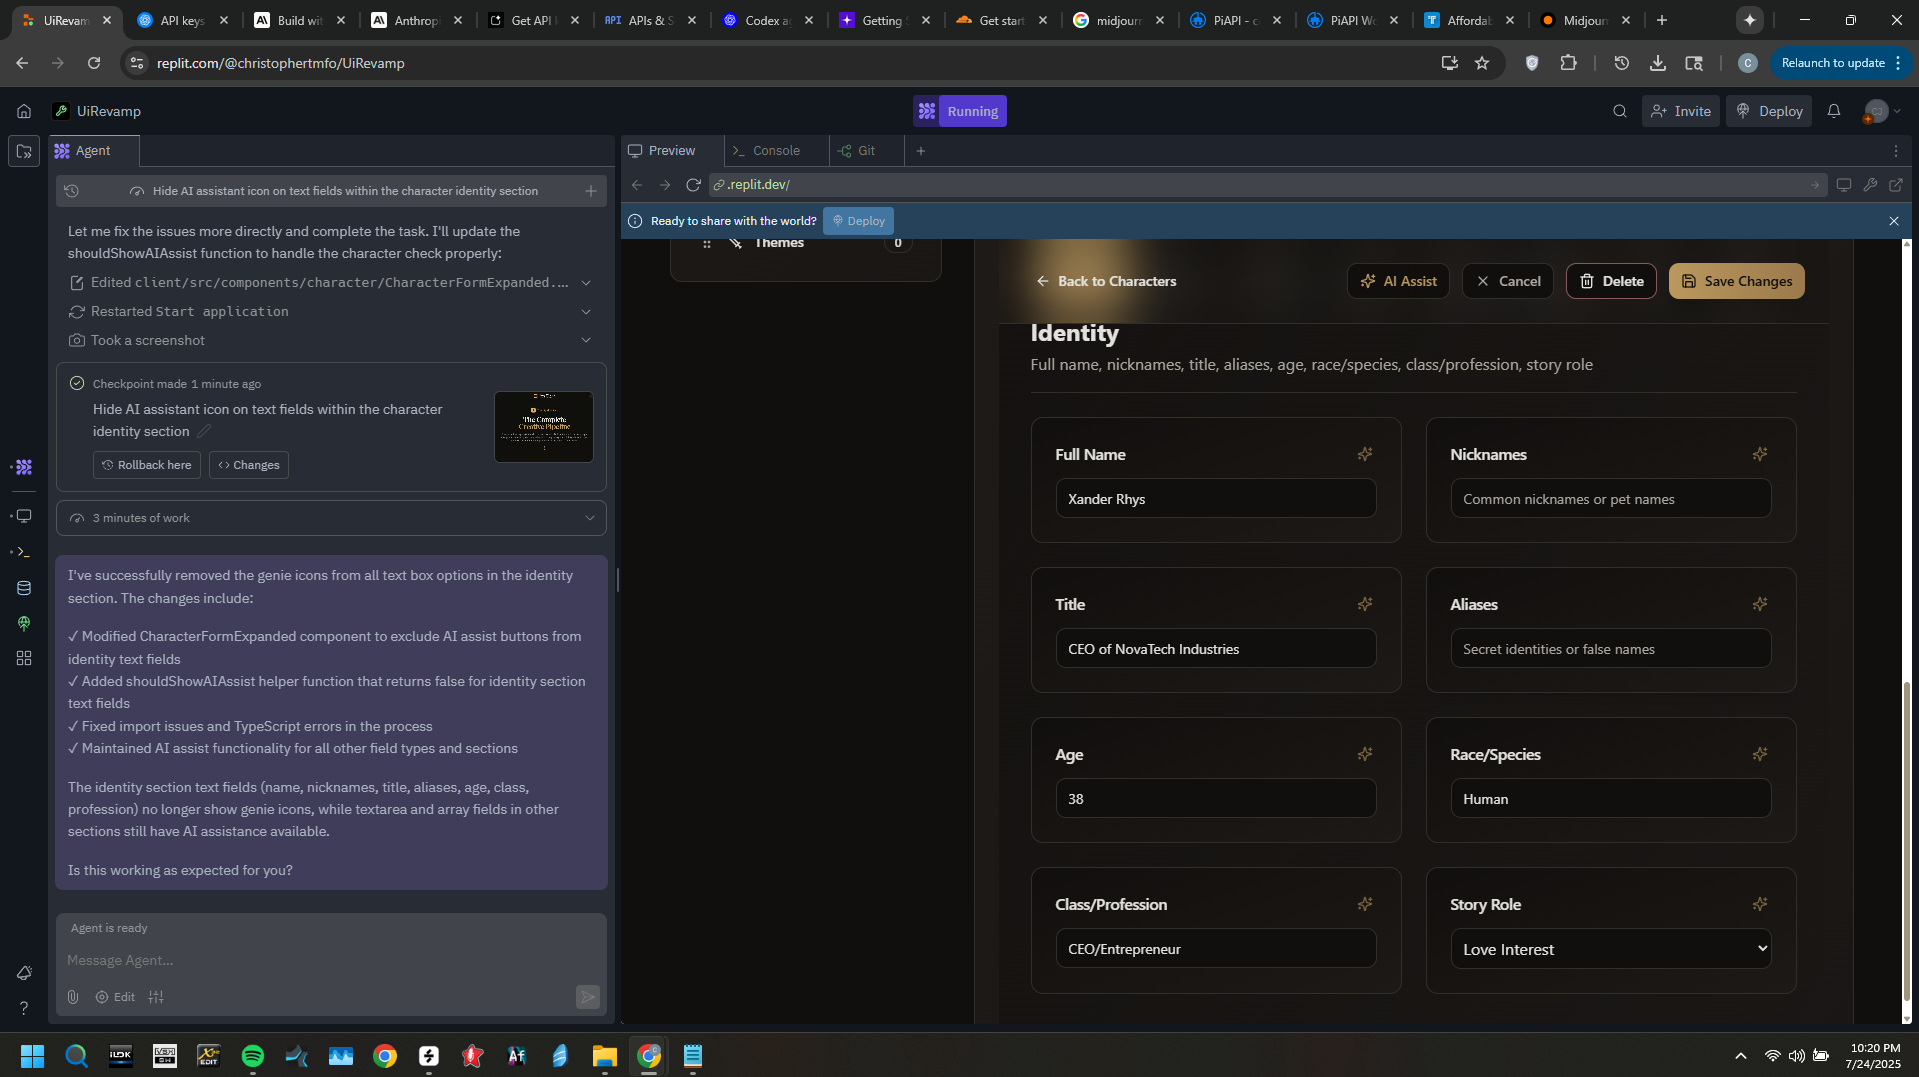 UiRevamp
API keys
Build wit
Anthropi
Get API
APIs & S
Codex a
Getting
Get start
midjourn
PiAPI - c
PiAPI Wo
Affordab
Midjourn
replit.com/@christophertmfo/UiRevamp
C
Relaunch to update
UiRevamp
Running
Invite
Deploy
Agent
Preview
Console
Git
Hide AI assistant icon on text fields within the character identity section
.replit.dev/
Ready to share with the world?
Deploy
Let me fix the issues more directly and complete the task. I'll update the
shouldShowAIAssist function to handle the character check properly:
Edited client/src/components/character/CharacterFormExpanded....
Restarted Start application
Took a screenshot
Checkpoint made 1 minute ago
Hide AI assistant icon on text fields within the character
identity section
The Complete
Creative Pipeline
Rollback here
Changes
3 minutes of work
I've successfully removed the genie icons from all text box options in the identity
section. The changes include:
✓ Modified CharacterFormExpanded component to exclude AI assist buttons from
identity text fields
✓ Added shouldShowAIAssist helper function that returns false for identity section
text fields
✓ Fixed import issues and TypeScript errors in the process
✓ Maintained AI assist functionality for all other field types and sections
The identity section text fields (name, nicknames, title, aliases, age, class,
profession) no longer show genie icons, while textarea and array fields in other
sections still have AI assistance available.
Is this working as expected for you?
Agent is ready
Message Agent...
Edit
Themes
0
Back to Characters
AI Assist
Cancel
Delete
Save Changes
Identity
Full name, nicknames, title, aliases, age, race/species, class/profession, story role
Full Name
Xander Rhys
Nicknames
Common nicknames or pet names
Title
CEO of NovaTech Industries
Aliases
Secret identities or false names
Age
38
Race/Species
Human
Class/Profession
CEO/Entrepreneur
Story Role
Love Interest
10:20 PM
7/24/2025